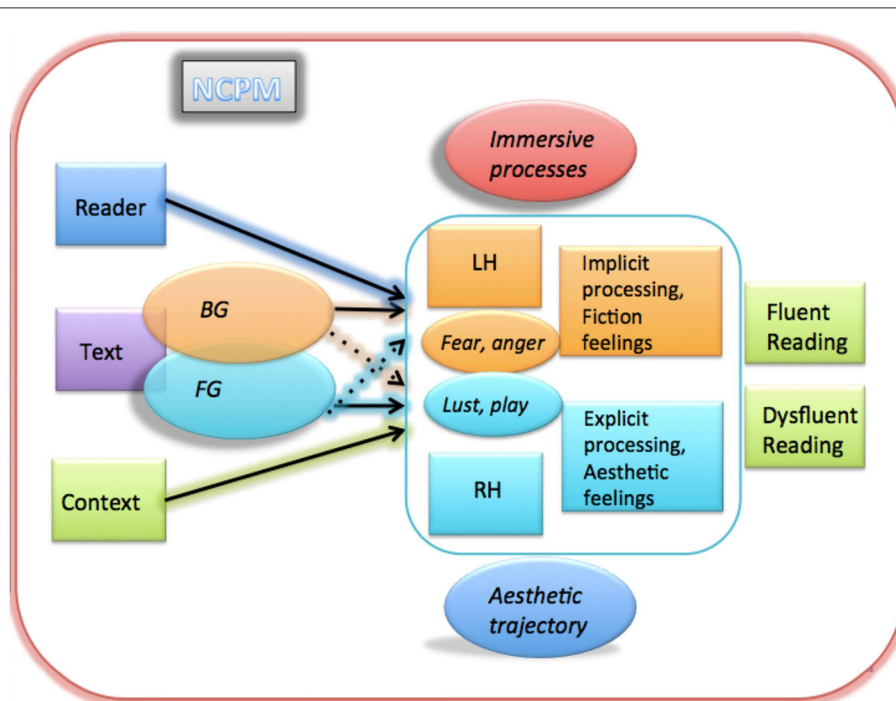 NCPM
Immersive
processes
Reader
LH
Implicit
processing,
Fiction
feelings
BG
Fear, anger
Fluent
Reading
Text
FG
Lust, play
Explicit
processing,
Aesthetic
feelings
Dysfluent
Reading
Context
RH
Aesthetic
trajectory